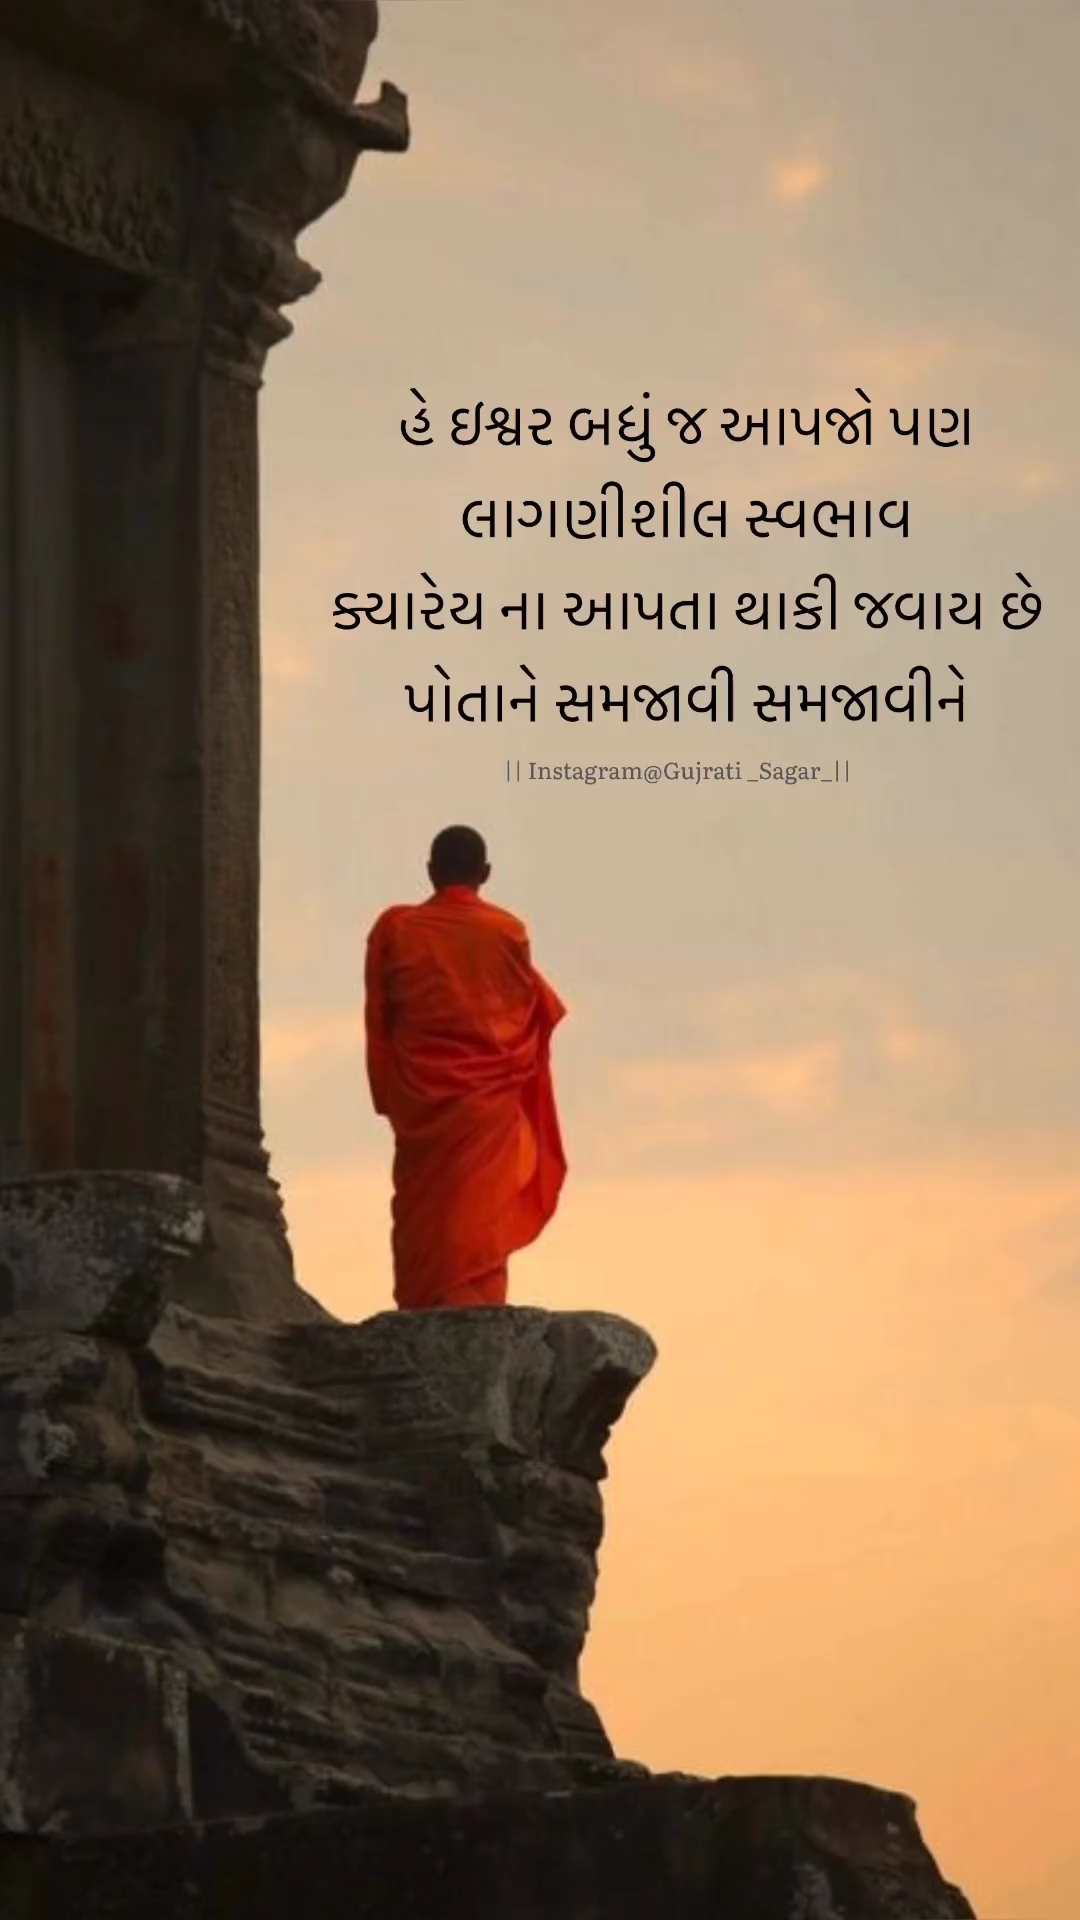 હે ઇશ્વર બધું જ આપજો પણ
લાગણીશીલ સ્વભાવ
ક્યારેય ના આપતા થાકી જવાય છે
પોતાને સમજાવી સમજાવીને
|| Instagram@Gujrati _Sagar_||